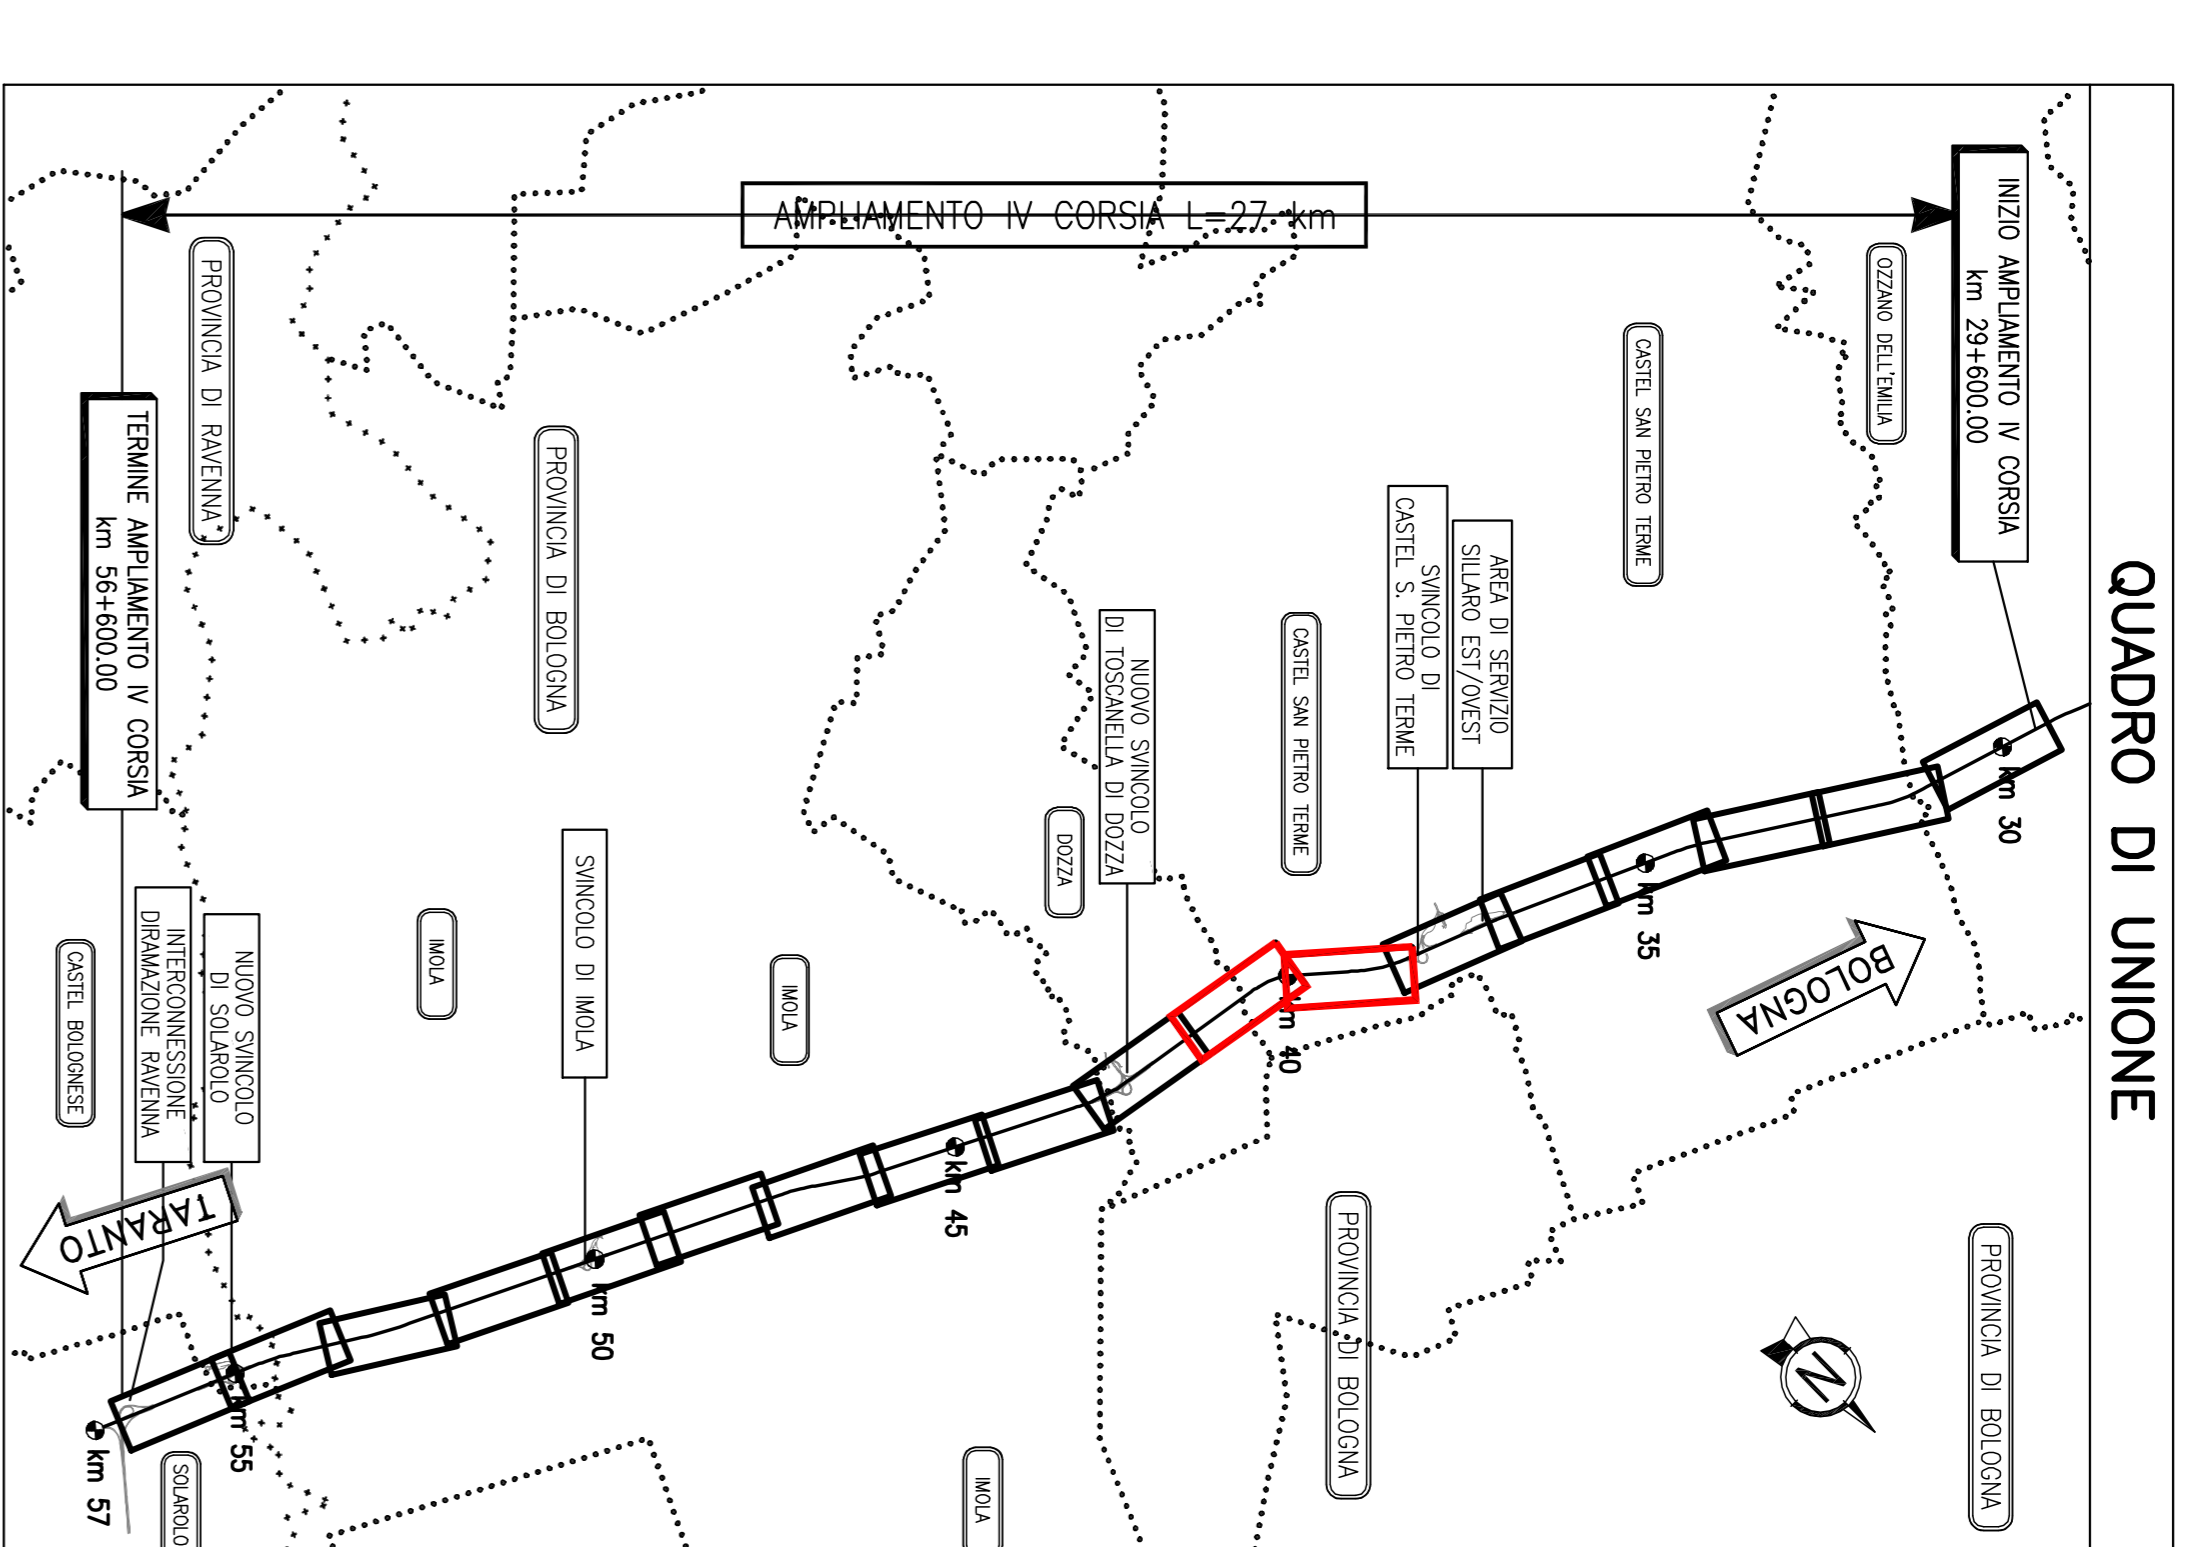 QUADRO DI UNIONE
INIZIO AMPLIAMENTO IV CORSIA
km 29+600.00
AMPLIAMENTO IV CORSIA L=27 km
TERMINE AMPLIAMENTO IV CORSIA
km 56+600.00
OZZANO DELL'EMILIA
CASTEL SAN PIETRO TERME
AREA DI SERVIZIO
SILLARO EST/OVEST
SVINCOLO DI
CASTEL S. PIETRO TERME
CASTEL SAN PIETRO TERME
NUOVO SVINCOLO
DI TOSCANELLA DI DOZZA
DOZZA
PROVINCIA DI BOLOGNA
PROVINCIA DI RAVENNA
SVINCOLO DI IMOLA
IMOLA
IMOLA
NUOVO SVINCOLO
DI SOLAROLO
INTERCONNESSIONE
DIRAMAZIONE RAVENNA
CASTEL BOLOGNESE
km 30
km 35
km 40
km 45
km 50
km 55
km 57
BOLOGNA
TARANTO
PROVINCIA DI BOLOGNA
PROVINCIA DI BOLOGNA
IMOLA
SOLAROLO
N